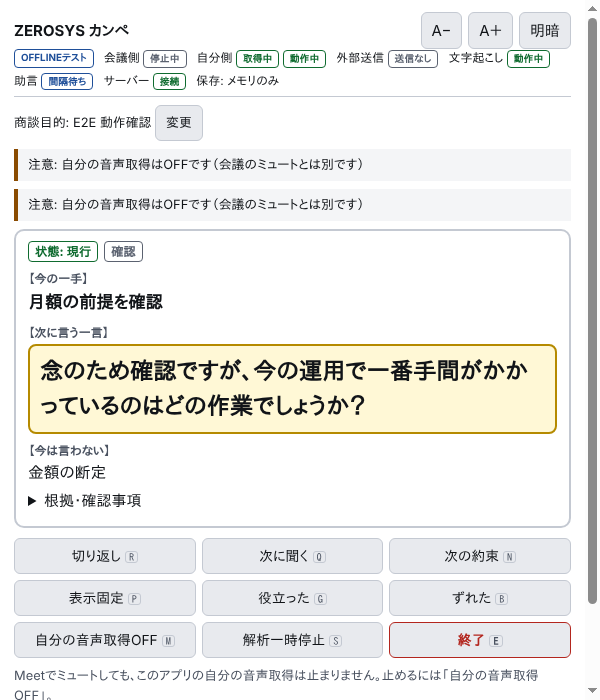 ZEROSYS カンペ A− A＋ 明暗
OFFLINEテスト 会議側 停止中 自分側 取得中 動作中 外部送信 送信なし 文字起こし 動作中
助言 間隔待ち サーバー 接続 保存: メモリのみ
商談目的: E2E 動作確認 変更
注意: 自分の音声取得はOFFです（会議のミュートとは別です）
注意: 自分の音声取得はOFFです（会議のミュートとは別です）
状態: 現行 確認
【今の一手】
月額の前提を確認
【次に言う一言】
念のため確認ですが、今の運用で一番手間がかか
っているのはどの作業でしょうか？
【今は言わない】
金額の断定
▶ 根拠・確認事項
切り返し R 次に聞く Q 次の約束 N
表示固定 P 役立った G ずれた B
自分の音声取得OFF M 解析一時停止 S 終了 E
Meetでミュートしても、このアプリの自分の音声取得は止まりません。止めるには「自分の音声取得
OFF」。